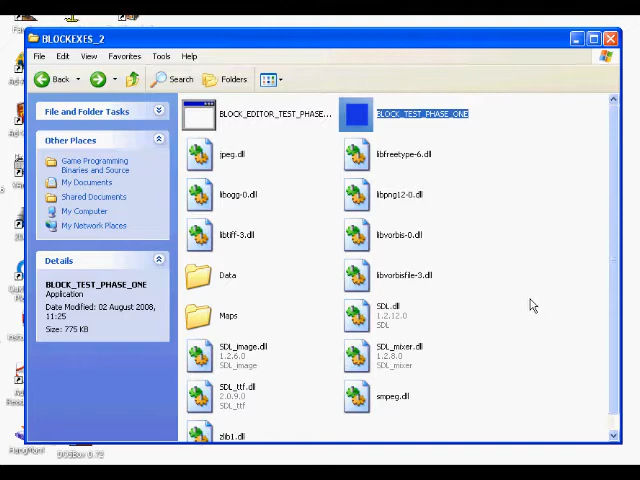 BLOCKEXES_2
File Edit View Favorites Tools Help
Back Search Folders
File and Folder Tasks
Other Places
Game Programming
Binaries and Source
My Documents
Shared Documents
My Computer
My Network Places
Details
BLOCK_TEST_PHASE_ONE
Application
Date Modified: 02 August 2008,
11:25
Size: 775 KB
BLOCK_EDITOR_TEST_PHASE... BLOCK_TEST_PHASE_ONE
jpeg.dll libfreetype-6.dll
libogg-0.dll libpng12-0.dll
libtiff-3.dll libvorbis-0.dll
Data libvorbisfile-3.dll
Maps
SDL.dll
1.2.12.0
SDL
SDL_image.dll
1.2.6.0
SDL_image
SDL_mixer.dll
1.2.8.0
SDL_mixer
SDL_ttf.dll
2.0.9.0
SDL_ttf
smpeg.dll
zlib1.dll
HangMan!
DOSBox 0.72